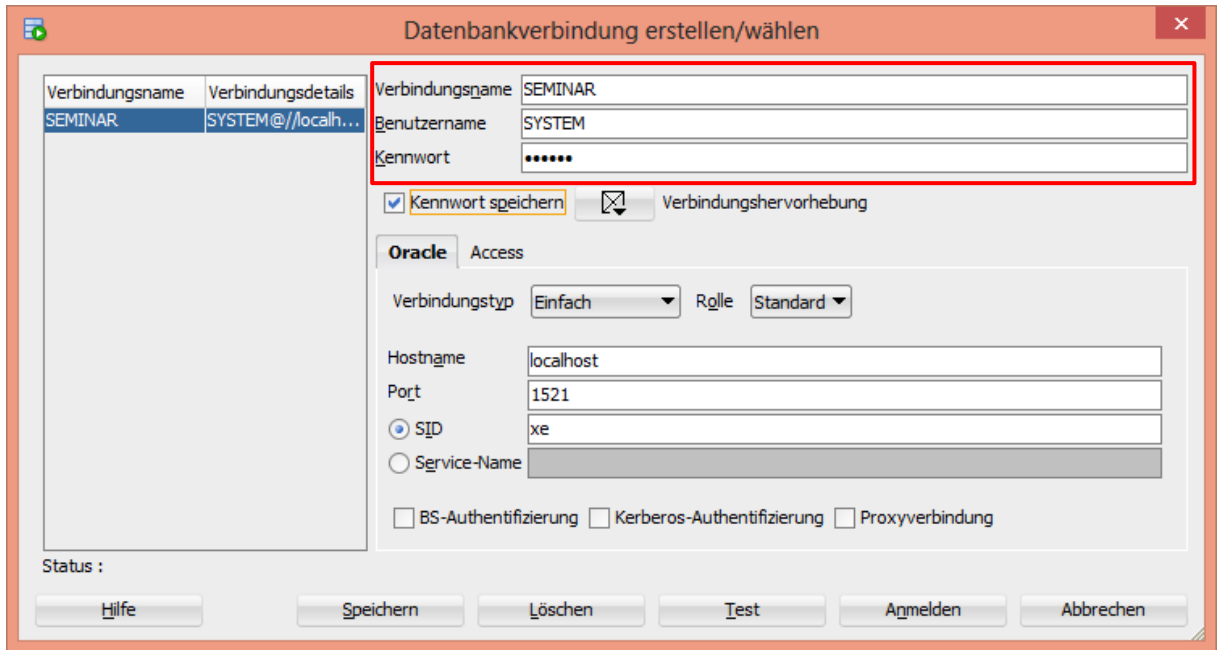 Datenbankverbindung erstellen/wählen
Verbindungsname Verbindungsdetails
SEMINAR SYSTEM@//localh...
Verbindungsname SEMINAR
Benutzername SYSTEM
Kennwort ••••••
Kennwort speichern Verbindungshervorhebung
Oracle Access
Verbindungstyp Einfach Rolle Standard
Hostname localhost
Port 1521
SID xe
Service-Name
BS-Authentifizierung Kerberos-Authentifizierung Proxyverbindung
Status :
Hilfe Speichern Löschen Test Anmelden Abbrechen